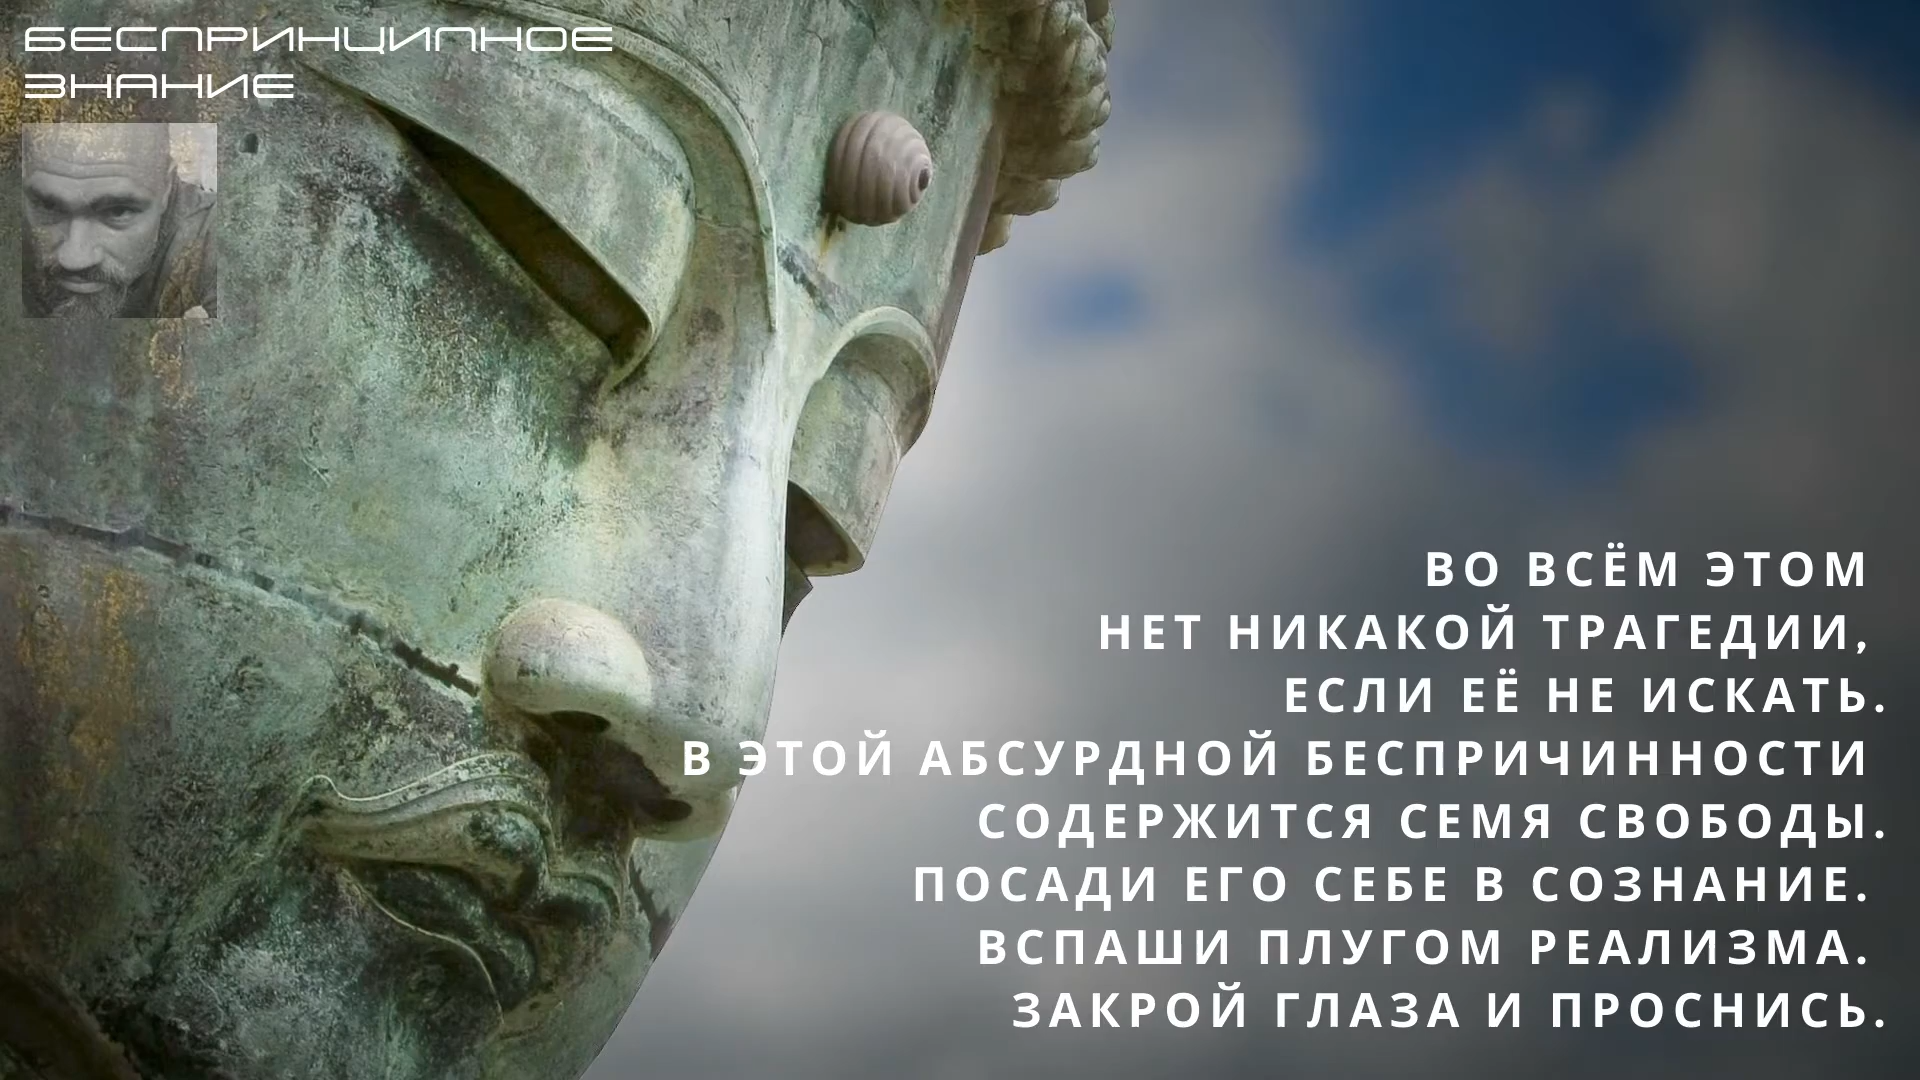 БЕСПРИНЦИПНОЕ
ЗНАНИЕ
ВО ВСЁМ ЭТОМ
НЕТ НИКАКОЙ ТРАГЕДИИ,
ЕСЛИ ЕЁ НЕ ИСКАТЬ.
В ЭТОЙ АБСУРДНОЙ БЕСПРИЧИННОСТИ
СОДЕРЖИТСЯ СЕМЯ СВОБОДЫ.
ПОСАДИ ЕГО СЕБЕ В СОЗНАНИЕ.
ВСПАШИ ПЛУГОМ РЕАЛИЗМА.
ЗАКРОЙ ГЛАЗА И ПРОСНИСЬ.